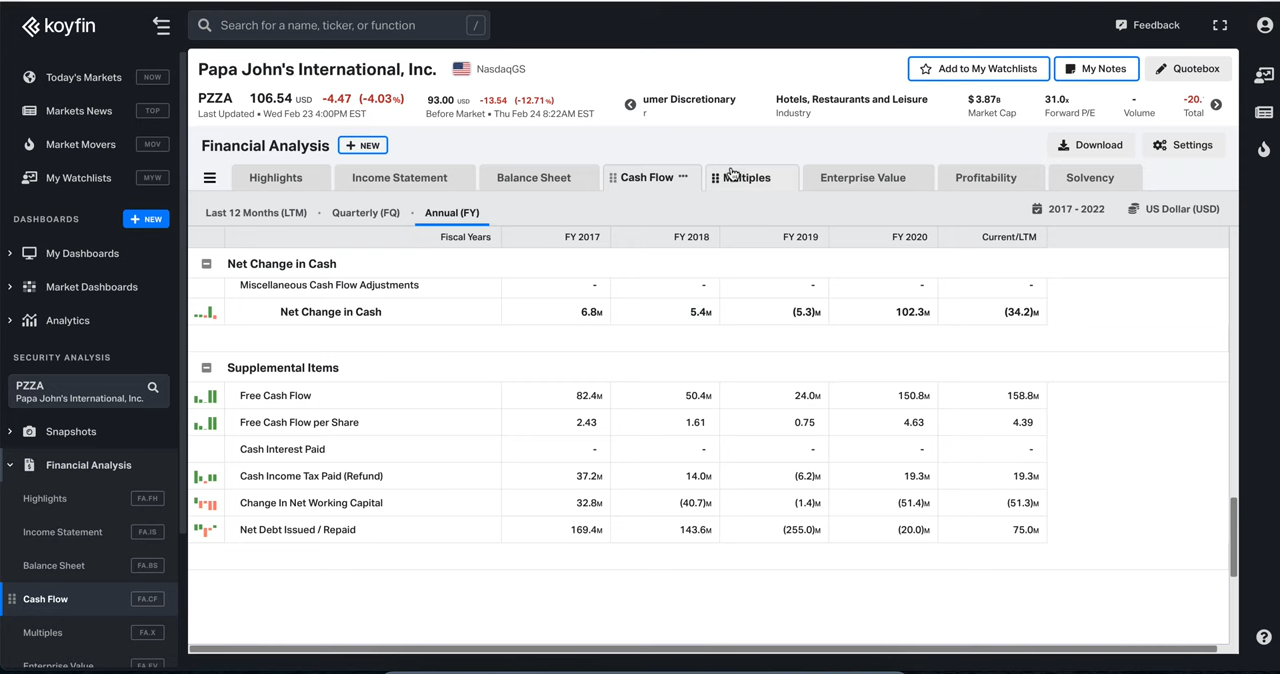 koyfin
Search for a name, ticker, or function /
Feedback
Today's Markets NOW
Markets News TOP
Market Movers MOV
My Watchlists MYW
DASHBOARDS + NEW
My Dashboards
Market Dashboards
Analytics
SECURITY ANALYSIS
PZZA
Papa John's International, Inc.
Snapshots
Financial Analysis
Highlights FA.FH
Income Statement FA.IS
Balance Sheet FA.BS
Cash Flow FA.CF
Multiples FA.X
Enterprise Value FA.EV
Papa John's International, Inc. NasdaqGS
Add to My Watchlists My Notes Quotebox
PZZA 106.54 USD -4.47 (-4.03%)
Last Updated • Wed Feb 23 4:00PM EST
93.00 USD -13.54 (-12.71%)
Before Market • Thu Feb 24 8:22AM EST
umer Discretionary
r
Hotels, Restaurants and Leisure
Industry
$3.87B
Market Cap
31.0x
Forward P/E
-
Volume
-20.
Total
Financial Analysis + NEW
Download Settings
Highlights Income Statement Balance Sheet Cash Flow ••• Multiples Enterprise Value Profitability Solvency
Last 12 Months (LTM) • Quarterly (FQ) • Annual (FY) 2017 - 2022 US Dollar (USD)
Fiscal Years FY 2017 FY 2018 FY 2019 FY 2020 Current/LTM
Net Change in Cash
Miscellaneous Cash Flow Adjustments - - - - -
Net Change in Cash 6.8M 5.4M (5.3)M 102.3M (34.2)M
Supplemental Items
Free Cash Flow 82.4M 50.4M 24.0M 150.8M 158.8M
Free Cash Flow per Share 2.43 1.61 0.75 4.63 4.39
Cash Interest Paid - - - - -
Cash Income Tax Paid (Refund) 37.2M 14.0M (6.2)M 19.3M 19.3M
Change In Net Working Capital 32.8M (40.7)M (1.4)M (51.4)M (51.3)M
Net Debt Issued / Repaid 169.4M 143.6M (255.0)M (20.0)M 75.0M